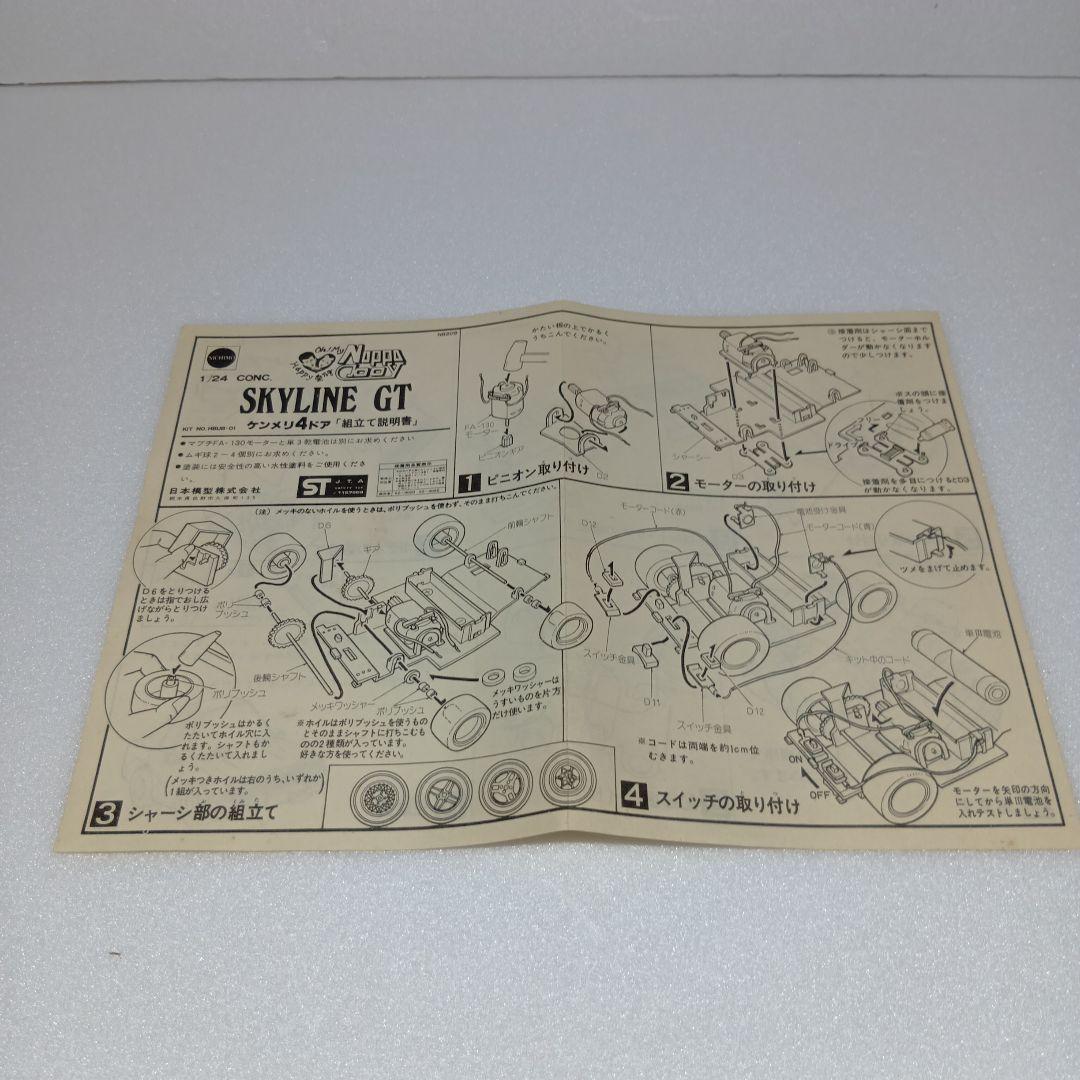 NICHIMO
Oh! My
Happy
1/24 CONC.
SKYLINE GT
ケンメリ4ドア「組立て説明書」
●マブチFA-130モーターと単3乾電池は別にお求めください
●ムギ球2〜4個別にお求めください。
●塗装には安全性の高い水性塗料をご使用くださ
い。
日本模型株式会社
ST J.T.A
かたい板の上でかるく
うちこんでください。
FA-130
モーター
ピニオンギア
D2
1 ピニオン取り付け
接着剤はシャーシ面まで
つけると、モーターホル
ダーが動かなくなります
ので少しつけます。
ボスの頭に接
着剤をつけま
しょう。
シャーシー
D3
接着剤を多目につけるとD3
が動かなくなります。
2 モーターの取り付け
(注) メッキのないホイルを使うときは、ポリブッシュを使わず、そのまま打ちこんでください。
D6
ギア
前輪シャフト
D6をとりつける
ときは指でおし広
げながらとりつけ
ましょう。
ポリー
ブッシュ
後輪シャフト
ポリブッシュ
メッキワッシャー
ポリブッシュ
メッキワッシャーは
うすいものを片方
だけ使います。
ポリブッシュはかるく
たたいてホイル穴に入
れます。シャフトもか
るくたたいて入れまし
ょう。
※ホイルはポリブッシュを使うもの
とそのままシャフトに打ちこむも
のの2種類が入っています。
好きな方を使ってください。
(メッキつきホイルは右のうち、いずれか
1組が入っています。
3 シャーシ部の組立て
D12
モーターコード(赤)
電池受け金具
モーターコード(青)
ツメをまげて止めます。
スイッチ金具
D11
スイッチ金具
D12
キット中のコード
単III電池
※コードは両端を約1cm位
むきます。
ON
OFF
モーターを矢印の方向
にしてから単III電池を
入れテストしましょう。
4 スイッチの取り付け